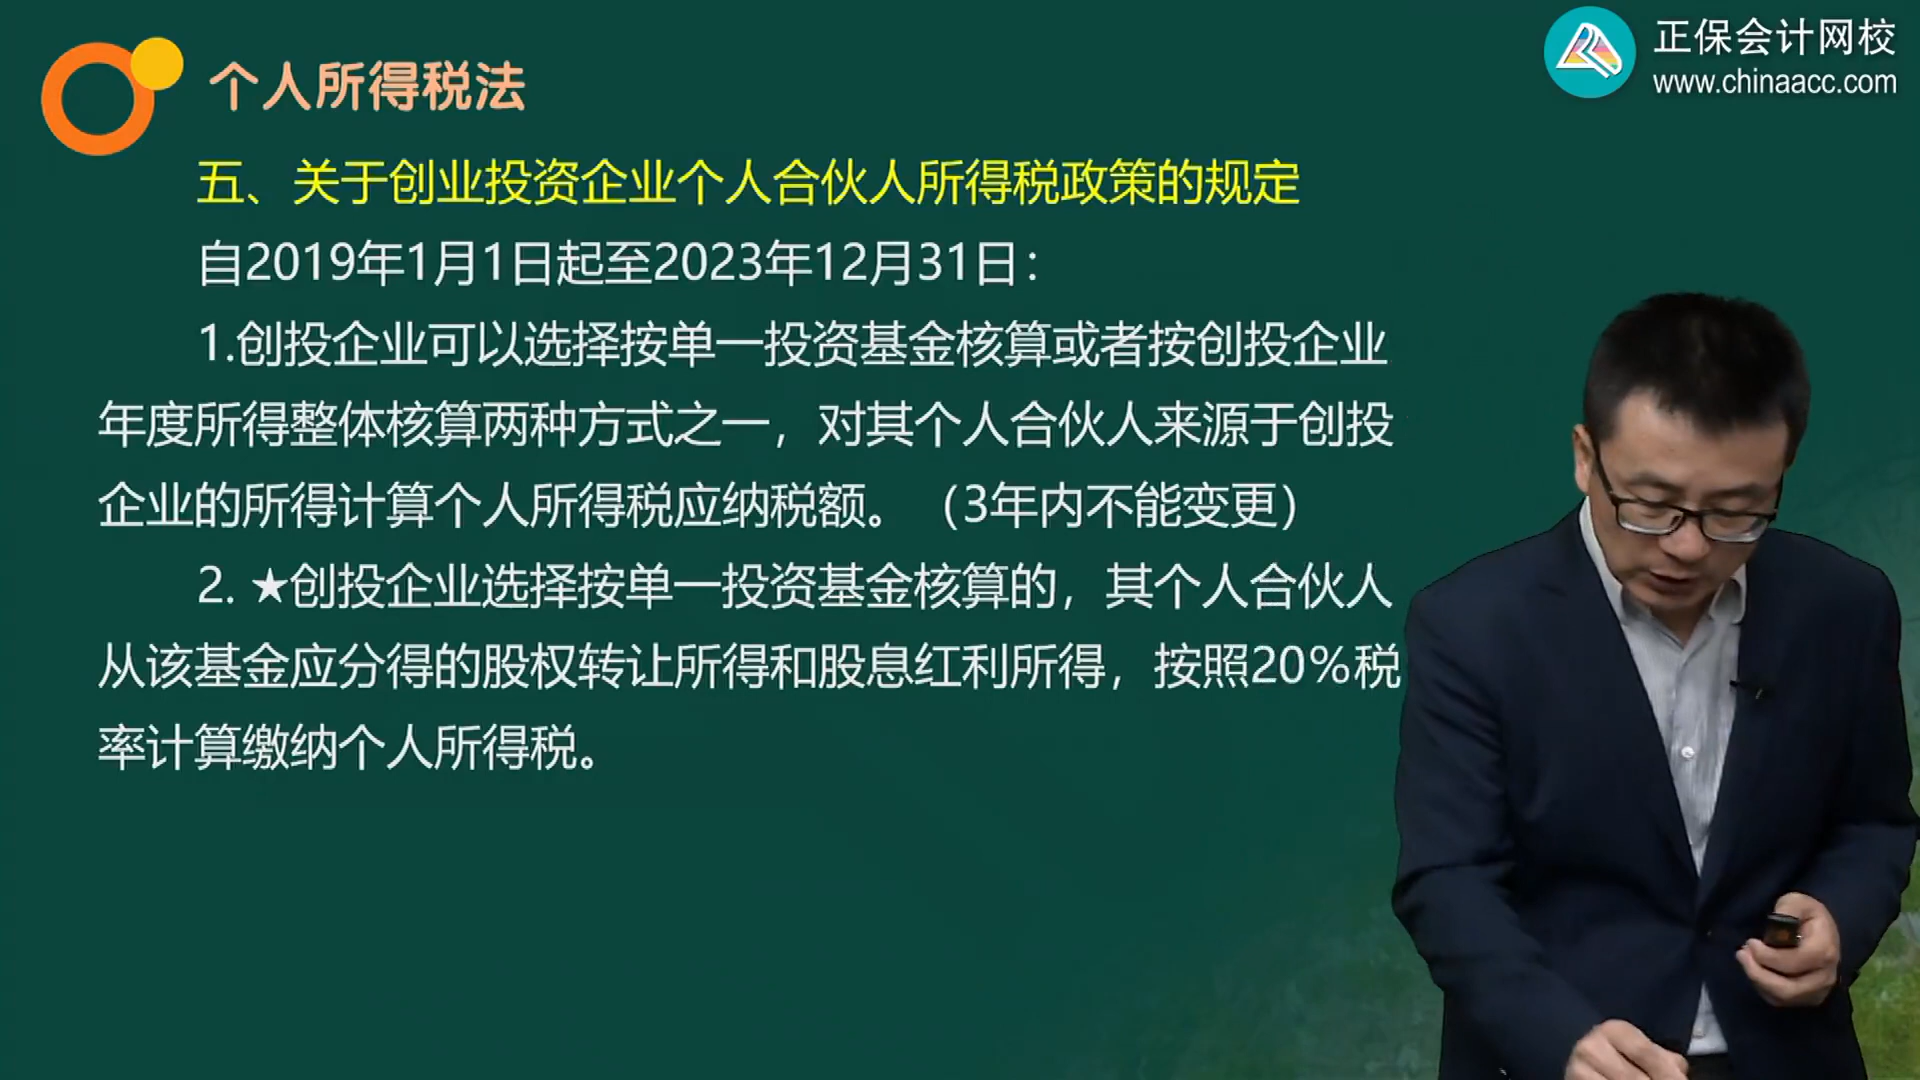 正保会计网校
www.chinaacc.com
个人所得税法
五、关于创业投资企业个人合伙人所得税政策的规定
自2019年1月1日起至2023年12月31日：
1.创投企业可以选择按单一投资基金核算或者按创投企业
年度所得整体核算两种方式之一，对其个人合伙人来源于创投
企业的所得计算个人所得税应纳税额。（3年内不能变更）
2. ★创投企业选择按单一投资基金核算的，其个人合伙人
从该基金应分得的股权转让所得和股息红利所得，按照20%税
率计算缴纳个人所得税。